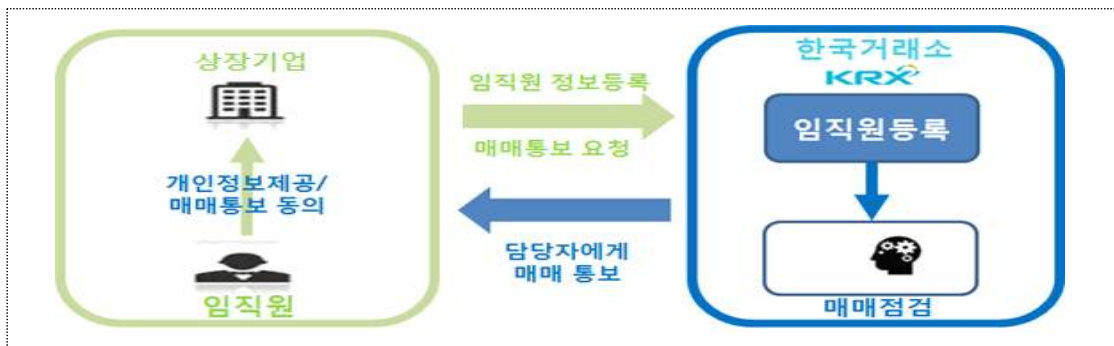 상장기업
개인정보제공/
매매통보 동의
임직원
임직원 정보등록
매매통보 요청
담당자에게
매매 통보
한국거래소
KRX
임직원등록
매매점검